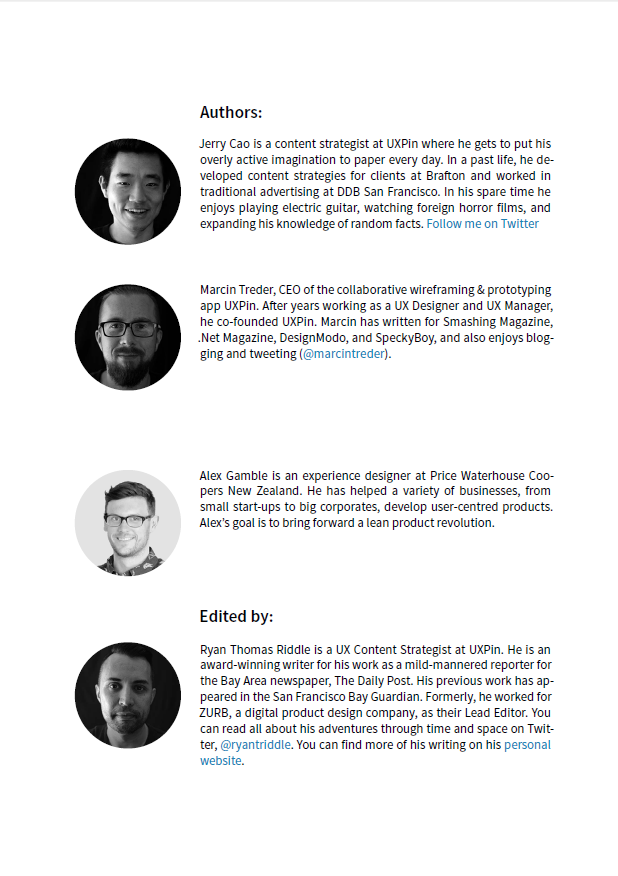 Authors:
Jerry Cao is a content strategist at UXPin where he gets to put his
overly active imagination to paper every day. In a past life, he de-
veloped content strategies for clients at Brafton and worked in
traditional advertising at DDB San Francisco. In his spare time he
enjoys playing electric guitar, watching foreign horror films, and
expanding his knowledge of random facts. Follow me on Twitter
Marcin Treder, CEO of the collaborative wireframing & prototyping
app UXPin. After years working as a UX Designer and UX Manager,
he co-founded UXPin. Marcin has written for Smashing Magazine,
.Net Magazine, DesignModo, and SpeckyBoy, and also enjoys blog-
ging and tweeting (@marcintreder).
Alex Gamble is an experience designer at Price Waterhouse Coo-
pers New Zealand. He has helped a variety of businesses, from
small start-ups to big corporates, develop user-centred products.
Alex's goal is to bring forward a lean product revolution.
Edited by:
Ryan Thomas Riddle is a UX Content Strategist at UXPin. He is an
award-winning writer for his work as a mild-mannered reporter for
the Bay Area newspaper, The Daily Post. His previous work has ap-
peared in the San Francisco Bay Guardian. Formerly, he worked for
ZURB, a digital product design company, as their Lead Editor. You
can read all about his adventures through time and space on Twit-
ter, @ryantriddle. You can find more of his writing on his personal
website.